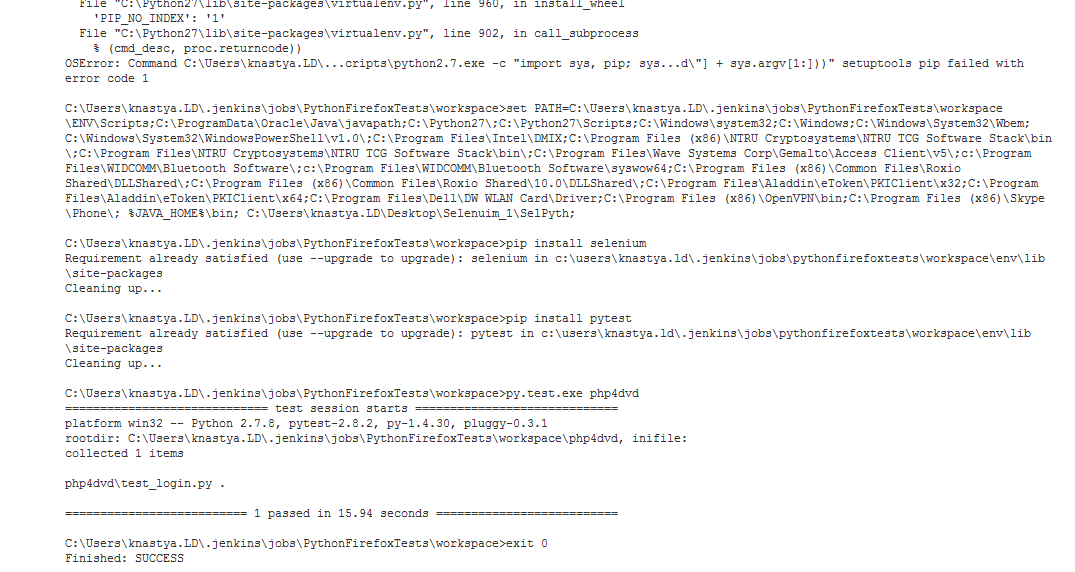 File "C:\Python27\lib\site-packages\virtualenv.py", line 960, in install_wheel
'PIP_NO_INDEX': '1'
File "C:\Python27\lib\site-packages\virtualenv.py", line 902, in call_subprocess
% (cmd_desc, proc.returncode))
OSError: Command C:\Users\knastya.LD\...cripts\python2.7.exe -c "import sys, pip; sys...d\"] + sys.argv[1:]))" setuptools pip failed with
error code 1
C:\Users\knastya.LD\.jenkins\jobs\PythonFirefoxTests\workspace>set PATH=C:\Users\knastya.LD\.jenkins\jobs\PythonFirefoxTests\workspace
\ENV\Scripts;C:\ProgramData\Oracle\Java\javapath;C:\Python27\;C:\Python27\Scripts;C:\Windows\system32;C:\Windows;C:\Windows\System32\Wbem;
C:\Windows\System32\WindowsPowerShell\v1.0\;C:\Program Files\Intel\DMIX;C:\Program Files (x86)\NTRU Cryptosystems\NTRU TCG Software Stack\bin
\;C:\Program Files\NTRU Cryptosystems\NTRU TCG Software Stack\bin\;C:\Program Files\Wave Systems Corp\Gemalto\Access Client\v5\;c:\Program
Files\WIDCOMM\Bluetooth Software\;c:\Program Files\WIDCOMM\Bluetooth Software\syswow64;C:\Program Files (x86)\Common Files\Roxio
Shared\DLLShared\;C:\Program Files (x86)\Common Files\Roxio Shared\10.0\DLLShared\;C:\Program Files\Aladdin\eToken\PKIClient\x32;C:\Program
Files\Aladdin\eToken\PKIClient\x64;C:\Program Files\Dell\DW WLAN Card\Driver;C:\Program Files (x86)\OpenVPN\bin;C:\Program Files (x86)\Skype
\Phone\; %JAVA_HOME%\bin; C:\Users\knastya.LD\Desktop\Selenuim_1\SelPyth;
C:\Users\knastya.LD\.jenkins\jobs\PythonFirefoxTests\workspace>pip install selenium
Requirement already satisfied (use --upgrade to upgrade): selenium in c:\users\knastya.ld\.jenkins\jobs\pythonfirefoxtests\workspace\env\lib
\site-packages
Cleaning up...
C:\Users\knastya.LD\.jenkins\jobs\PythonFirefoxTests\workspace>pip install pytest
Requirement already satisfied (use --upgrade to upgrade): pytest in c:\users\knastya.ld\.jenkins\jobs\pythonfirefoxtests\workspace\env\lib
\site-packages
Cleaning up...
C:\Users\knastya.LD\.jenkins\jobs\PythonFirefoxTests\workspace>py.test.exe php4dvd
============================= test session starts =============================
platform win32 -- Python 2.7.8, pytest-2.8.2, py-1.4.30, pluggy-0.3.1
rootdir: C:\Users\knastya.LD\.jenkins\jobs\PythonFirefoxTests\workspace\php4dvd, inifile:
collected 1 items
php4dvd\test_login.py .
========================== 1 passed in 15.94 seconds ==========================
C:\Users\knastya.LD\.jenkins\jobs\PythonFirefoxTests\workspace>exit 0
Finished: SUCCESS